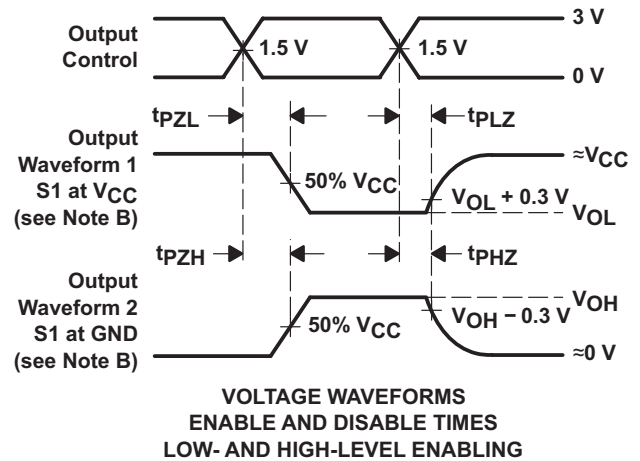 3 V
Output
Control
1.5 V
1.5 V
0 V
tPZL
tPLZ
Output
Waveform 1
S1 at VCC
(see Note B)
≈VCC
50% VCC
VOL + 0.3 V
VOL
tPZH
tPHZ
Output
Waveform 2
S1 at GND
(see Note B)
VOH
50% VCC
VOH − 0.3 V
≈0 V
VOLTAGE WAVEFORMS
ENABLE AND DISABLE TIMES
LOW- AND HIGH-LEVEL ENABLING